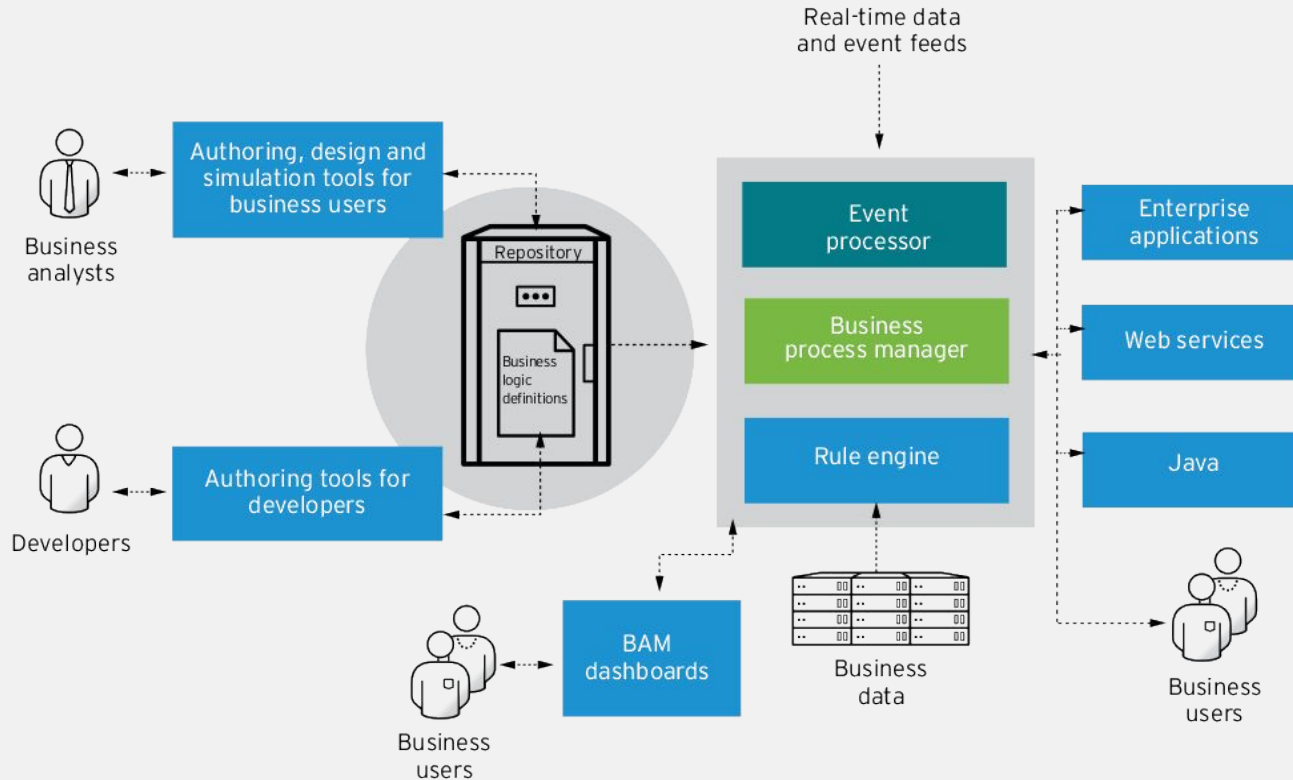 Real-time data
and event feeds
Authoring, design and
simulation tools for
business users
Business
analysts
Repository
Business
logic
definitions
Event
processor
Business
process manager
Rule engine
Enterprise
applications
Web services
Java
Authoring tools for
developers
Developers
BAM
dashboards
Business
users
Business
data
Business
users